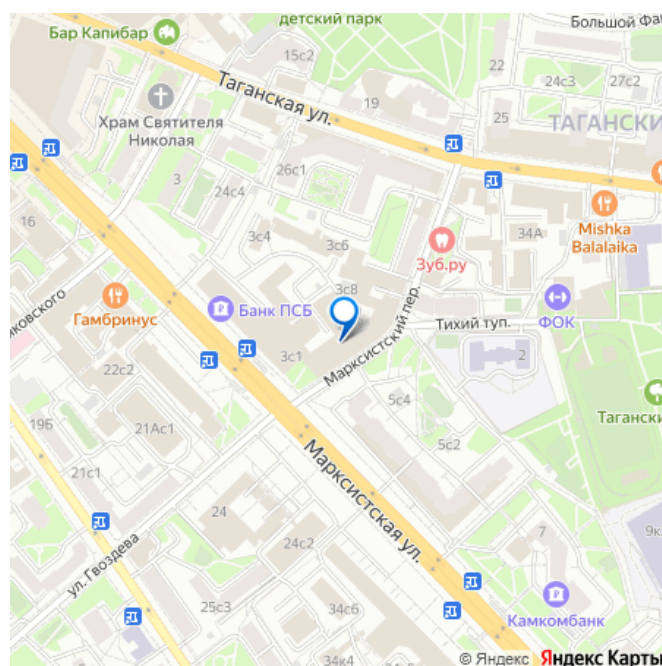 детский парк
Большой Фа
Бар Капибар
15с2
22
24с3
27с2
Таганская ул.
19
25
ТАГАНСКИ
Храм Святителя
Николая
26с1
3
24с4
16
3с4
3с6
34А
Mishka
Balalaika
Зуб.ру
3с8
иковского
Гамбринус
Банк ПСБ
Марксистский пер.
Тихий туп.
ФОК
3с1
2
22с2
5с4
Тагански
19Б
21Ас1
5с2
21с1
Марксистская ул.
24
7
9к
ул. Гвоздева
24с2
25с3
34с6
Камкомбанк
34к4
© Яндекс Яндекс Карты